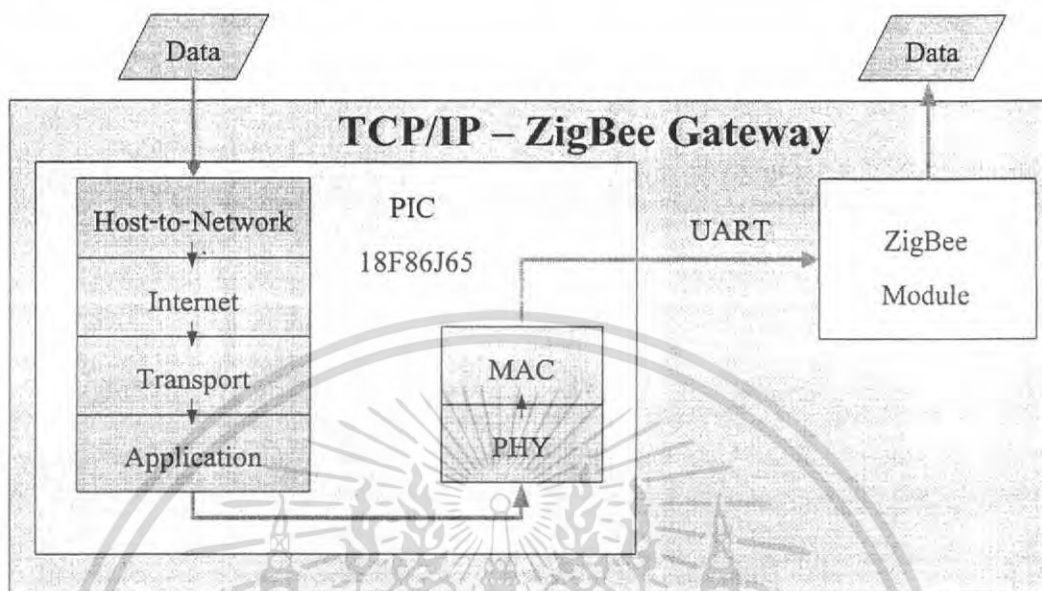 Data
Data
TCP/IP – ZigBee Gateway
Host-to-Network
Internet
Transport
Application
PIC
18F86J65
MAC
PHY
UART
ZigBee
Module